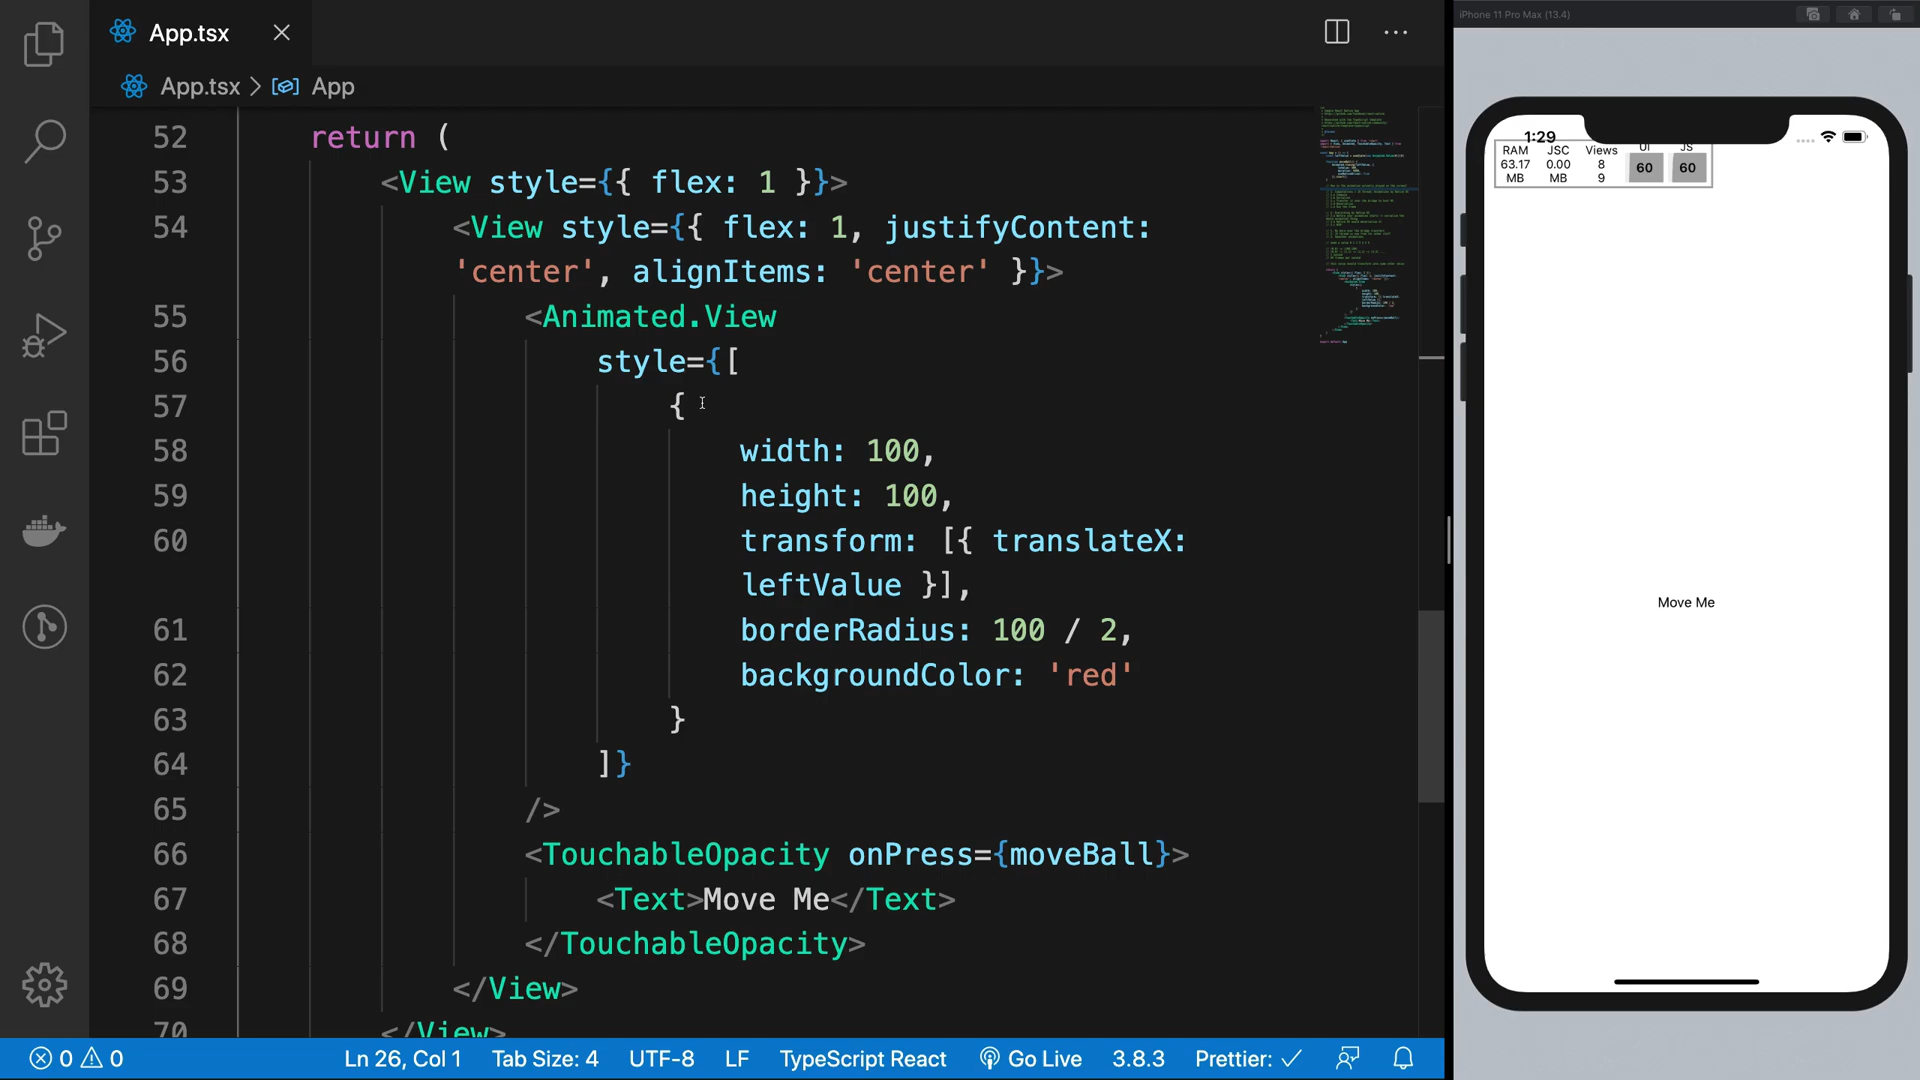 App.tsx
App.tsx > App
52 return (
53 <View style={{ flex: 1 }}>
54 <View style={{ flex: 1, justifyContent:
'center', alignItems: 'center' }}>
55 <Animated.View
56 style={[
57 {
58 width: 100,
59 height: 100,
60 transform: [{ translateX:
leftValue }],
61 borderRadius: 100 / 2,
62 backgroundColor: 'red'
63 }
64 ]}
65 />
66 <TouchableOpacity onPress={moveBall}>
67 <Text>Move Me</Text>
68 </TouchableOpacity>
69 </View>
70 </View>
0 0 Ln 26, Col 1 Tab Size: 4 UTF-8 LF TypeScript React Go Live 3.8.3 Prettier: ✓
iPhone 11 Pro Max (13.4)
1:29
RAM JSC Views UI JS
63.17 0.00 8 60 60
MB MB 9
Move Me